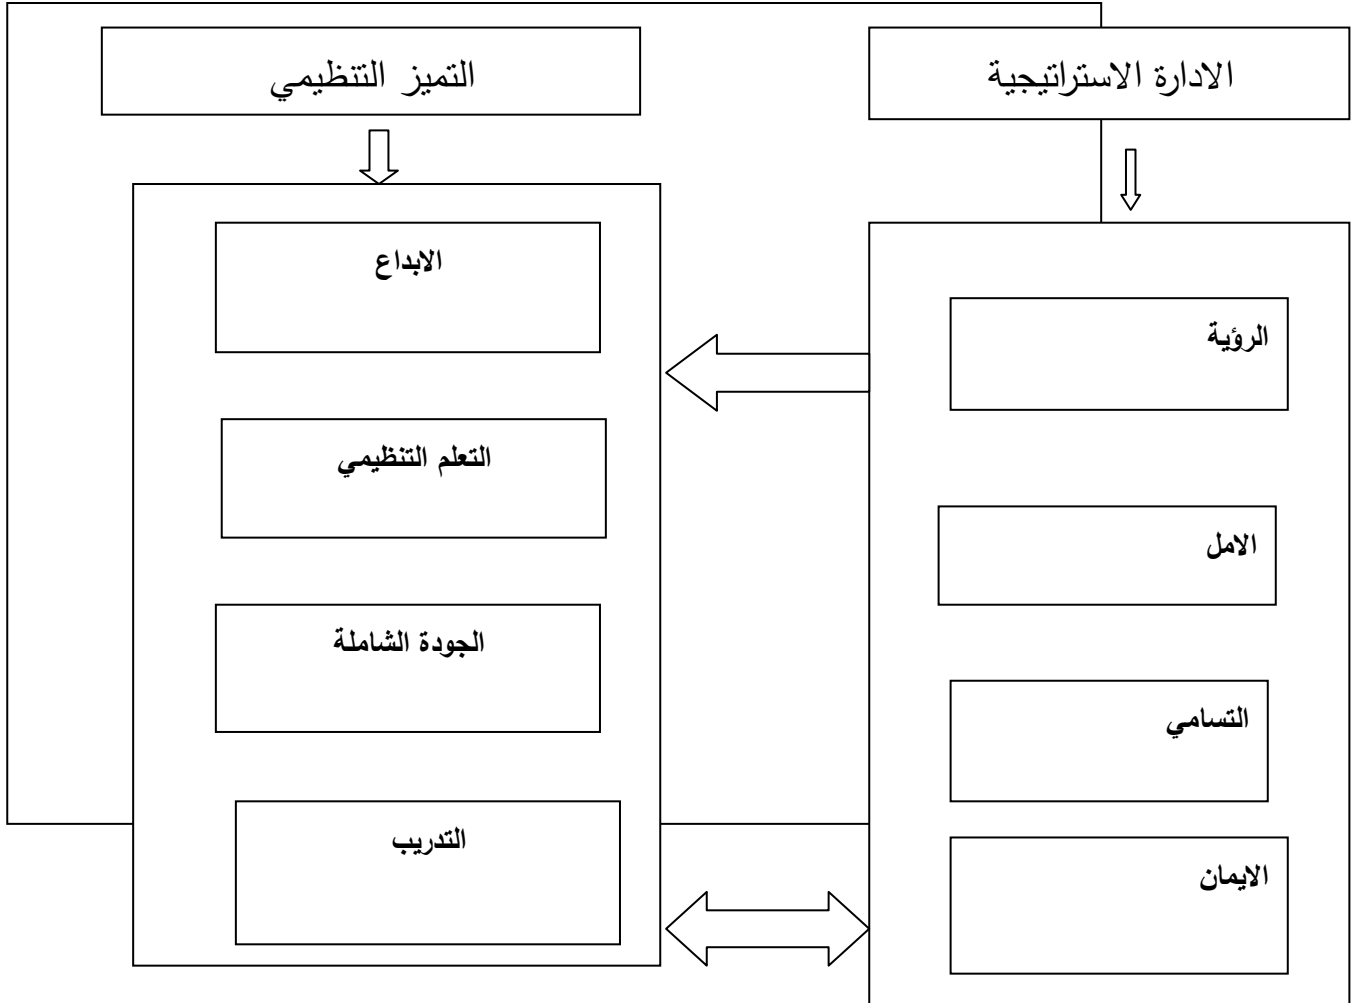 الادارة الاستراتيجية
التميز التنظيمي
الرؤية
الامل
التسامي
الايمان
الابداع
التعلم التنظيمي
الجودة الشاملة
التدريب